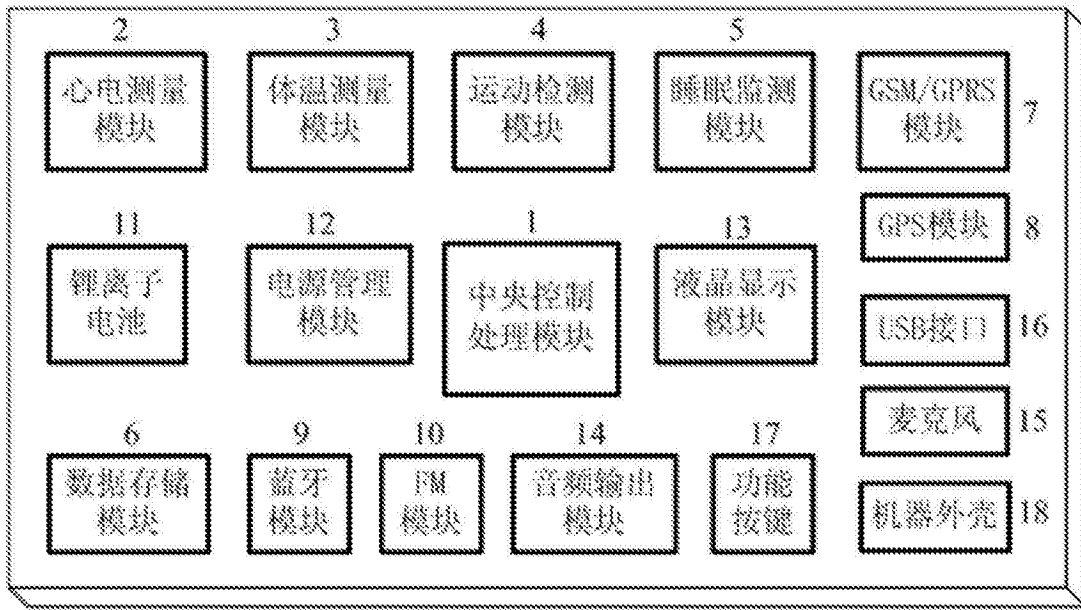 2
3
4
5
心电测量
模块
体温测量
模块
运动检测
模块
睡眠监测
模块
GSM/GPRS
模块
7
GPS模块
8
11
12
1
13
锂离子
电池
电源管理
模块
中央控制
处理模块
液晶显示
模块
USB接口
16
麦克风
15
6
9
10
14
17
数据存储
模块
蓝牙
模块
FM
模块
音频输出
模块
功能
按键
机器外壳
18